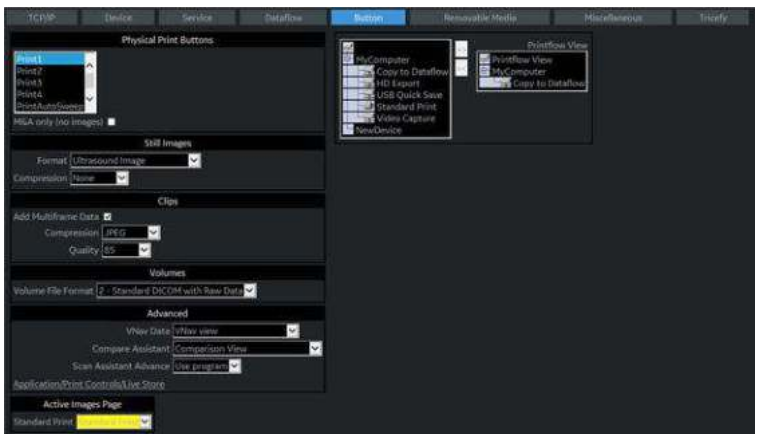 TCP/IP Device Service Dataflow Button Removable Media Miscellaneous Tricefy
Physical Print Buttons
Print1
Print2
Print3
Print4
PrintAutoSweep
M&A only (no images)
Still Images
Format Ultrasound Image
Compression None
Clips
Add Multiframe Data
Compression JPEG
Quality 85
Volumes
Volume File Format 2 - Standard DICOM with Raw Data
Advanced
VNav Data VNav view
Compare Assistant Comparison View
Scan Assistant Advance Use program
Application/Print Controls/Live Store
Active Images Page
Standard Print Standard Print
MyComputer
Copy to Dataflow
HD Export
USB Quick Save
Standard Print
Video Capture
NewDevice
>>
Printflow View
Printflow View
MyComputer
Copy to Dataflow